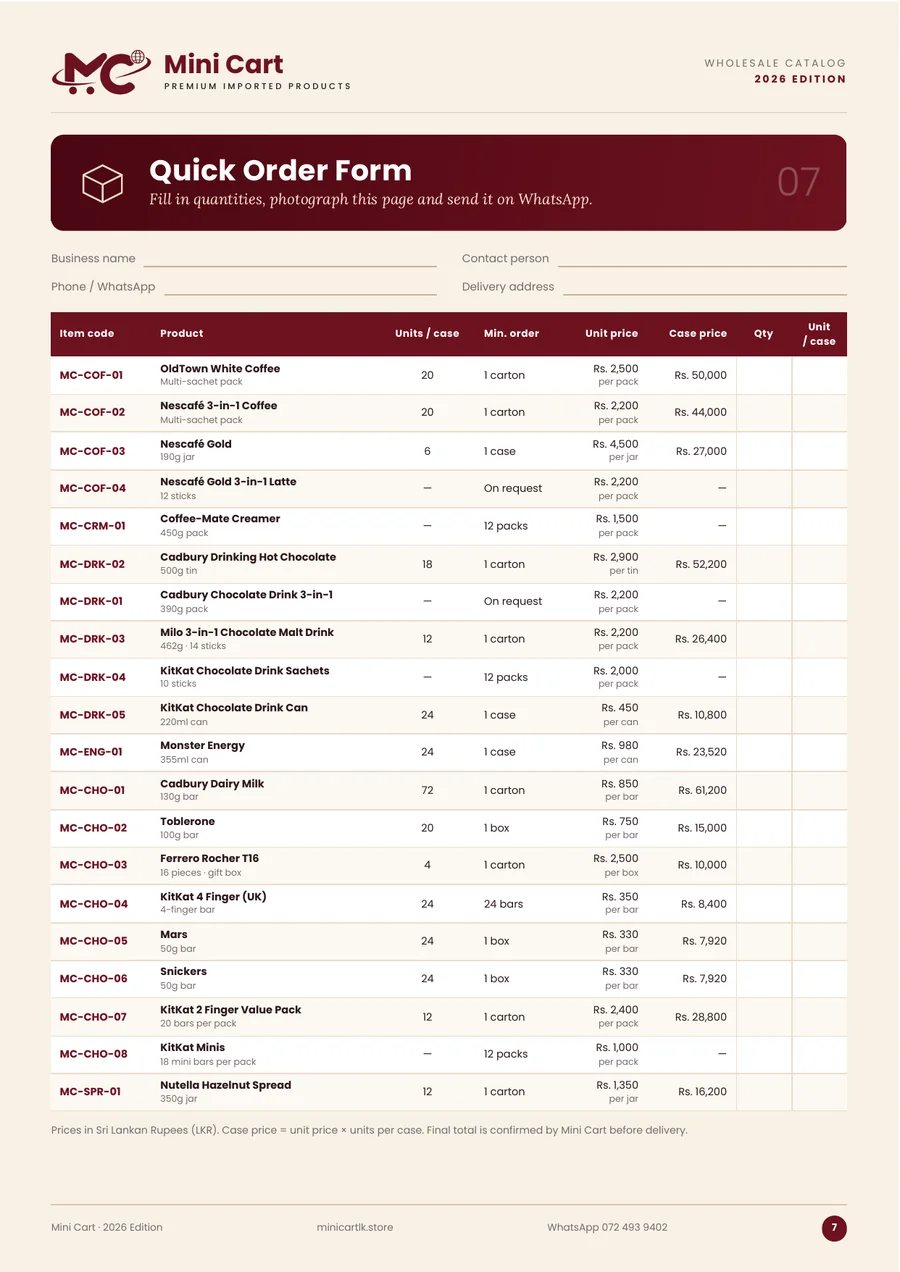 MC Mini Cart
PREMIUM IMPORTED PRODUCTS
WHOLESALE CATALOG
2026 EDITION
Quick Order Form
Fill in quantities, photograph this page and send it on WhatsApp.
07
Business name
Contact person
Phone / WhatsApp
Delivery address
Item code Product Units / case Min. order Unit price Case price Qty Unit / case
MC-COF-01 OldTown White Coffee 20 1 carton Rs. 2,500 Rs. 50,000
Multi-sachet pack per pack
MC-COF-02 Nescafé 3-in-1 Coffee 20 1 carton Rs. 2,200 Rs. 44,000
Multi-sachet pack per pack
MC-COF-03 Nescafé Gold 6 1 case Rs. 4,500 Rs. 27,000
190g jar per jar
MC-COF-04 Nescafé Gold 3-in-1 Latte — On request Rs. 2,200 —
12 sticks per pack
MC-CRM-01 Coffee-Mate Creamer — 12 packs Rs. 1,500 —
450g pack per pack
MC-DRK-02 Cadbury Drinking Hot Chocolate 18 1 carton Rs. 2,900 Rs. 52,200
500g tin per tin
MC-DRK-01 Cadbury Chocolate Drink 3-in-1 — On request Rs. 2,200 —
390g pack per pack
MC-DRK-03 Milo 3-in-1 Chocolate Malt Drink 12 1 carton Rs. 2,200 Rs. 26,400
462g · 14 sticks per pack
MC-DRK-04 KitKat Chocolate Drink Sachets — 12 packs Rs. 2,000 —
10 sticks per pack
MC-DRK-05 KitKat Chocolate Drink Can 24 1 case Rs. 450 Rs. 10,800
220ml can per can
MC-ENG-01 Monster Energy 24 1 case Rs. 980 Rs. 23,520
355ml can per can
MC-CHO-01 Cadbury Dairy Milk 72 1 carton Rs. 850 Rs. 61,200
130g bar per bar
MC-CHO-02 Toblerone 20 1 box Rs. 750 Rs. 15,000
100g bar per bar
MC-CHO-03 Ferrero Rocher T16 4 1 carton Rs. 2,500 Rs. 10,000
16 pieces · gift box per box
MC-CHO-04 KitKat 4 Finger (UK) 24 24 bars Rs. 350 Rs. 8,400
4-finger bar per bar
MC-CHO-05 Mars 24 1 box Rs. 330 Rs. 7,920
50g bar per bar
MC-CHO-06 Snickers 24 1 box Rs. 330 Rs. 7,920
50g bar per bar
MC-CHO-07 KitKat 2 Finger Value Pack 12 1 carton Rs. 2,400 Rs. 28,800
20 bars per pack per pack
MC-CHO-08 KitKat Minis — 12 packs Rs. 1,000 —
18 mini bars per pack per pack
MC-SPR-01 Nutella Hazelnut Spread 12 1 carton Rs. 1,350 Rs. 16,200
350g jar per jar
Prices in Sri Lankan Rupees (LKR). Case price = unit price × units per case. Final total is confirmed by Mini Cart before delivery.
Mini Cart · 2026 Edition minicartlk.store WhatsApp 072 493 9402 7